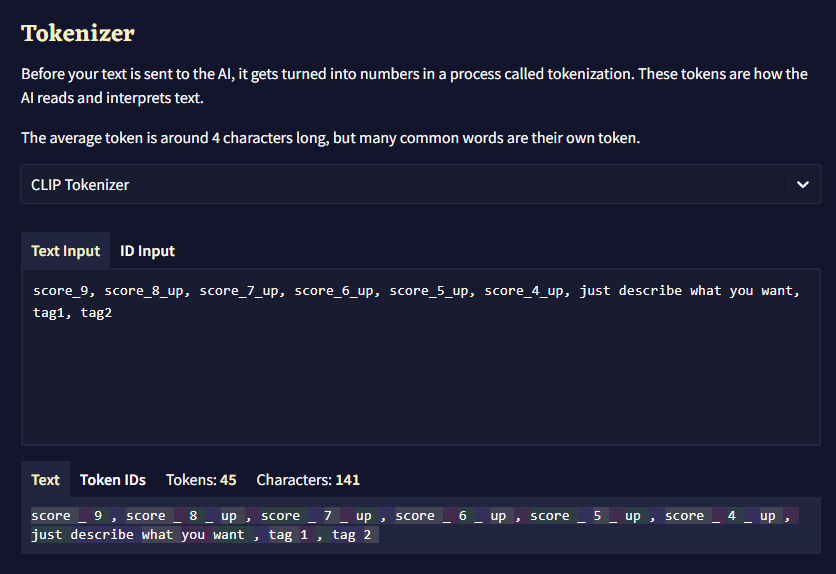 Tokenizer
Before your text is sent to the AI, it gets turned into numbers in a process called tokenization. These tokens are how the
AI reads and interprets text.
The average token is around 4 characters long, but many common words are their own token.
CLIP Tokenizer
Text Input ID Input
score_9, score_8_up, score_7_up, score_6_up, score_5_up, score_4_up, just describe what you want,
tag1, tag2
Text Token IDs Tokens: 45 Characters: 141
score _ 9 , score _ 8 _ up , score _ 7 _ up , score _ 6 _ up , score _ 5 _ up , score _ 4 _ up ,
just describe what you want , tag 1 , tag 2